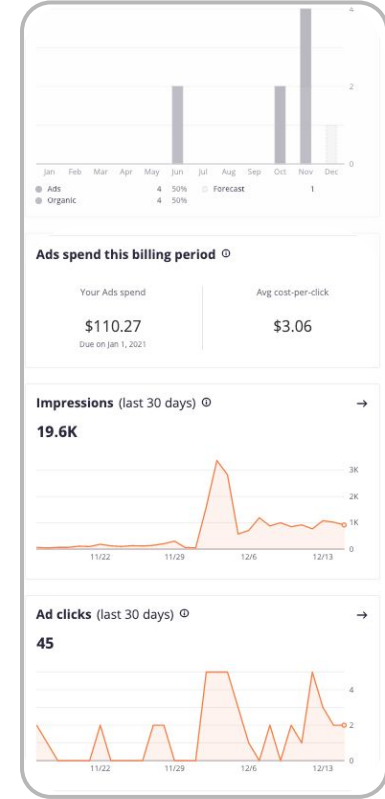 4
2
0
Jan Feb Mar Apr May Jun Jul Aug Sep Oct Nov Dec
Ads 4 50% Forecast 1
Organic 4 50%
Ads spend this billing period
Your Ads spend Avg cost-per-click
$110.27 $3.06
Due on Jan 1, 2021
Impressions (last 30 days) →
19.6K
3K
2K
1K
0
11/22 11/29 12/6 12/13
Ad clicks (last 30 days) →
45
4
2
0
11/22 11/29 12/6 12/13